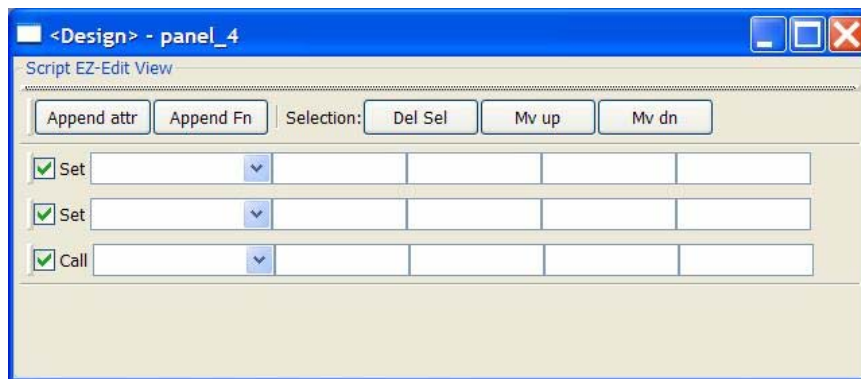 <Design> - panel_4
Script EZ-Edit View
Append attr Append Fn Selection: Del Sel Mv up Mv dn
Set
Set
Call